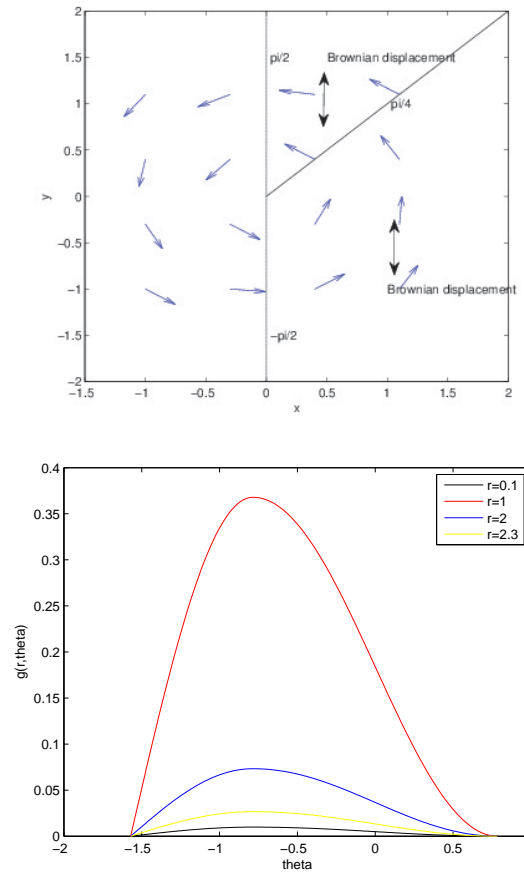 2
1.5
1
0.5
0
−0.5
−1
−1.5
−2
y
pi/2
Brownian displacement
pi/4
Brownian displacement
−pi/2
−1.5
−1
−0.5
0
0.5
1
1.5
2
x
0.4
0.35
0.3
0.25
0.2
0.15
0.1
0.05
0
g(r,theta)
r=0.1
r=1
r=2
r=2.3
−2
−1.5
−1
−0.5
0
0.5
theta